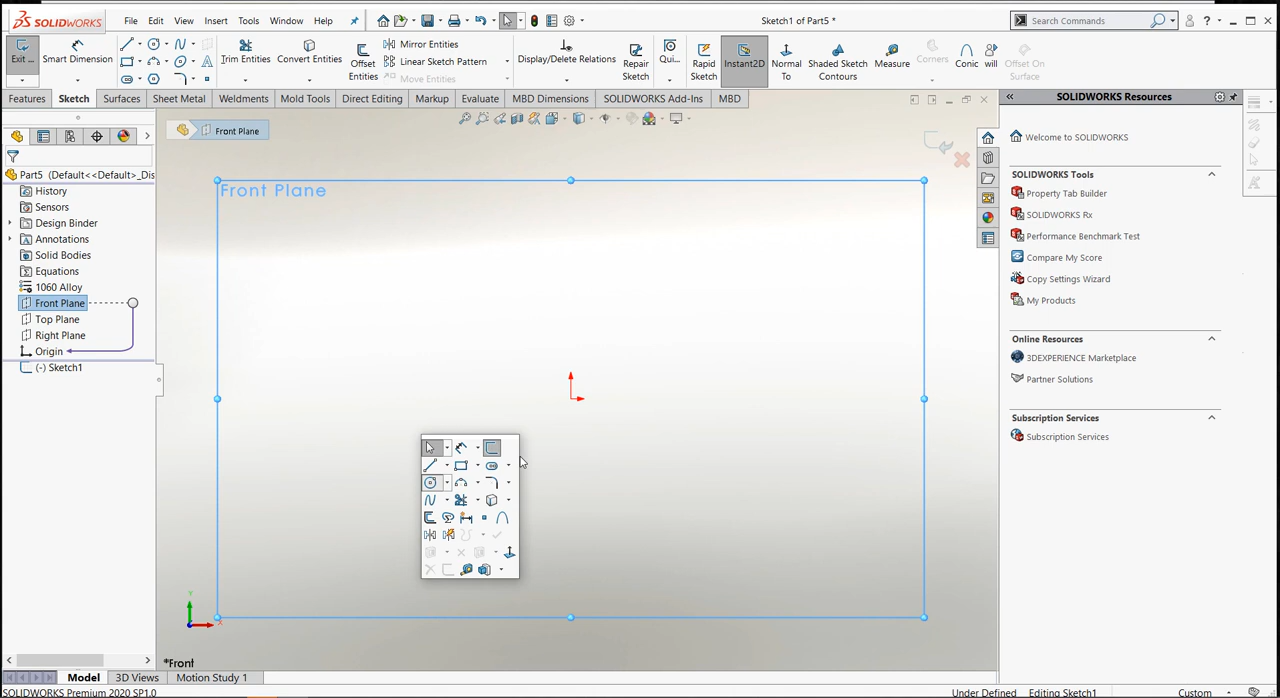 SOLIDWORKS
File Edit View Insert Tools Window Help
Sketch1 of Part5 *
Search Commands
Exit ...
Smart Dimension
Trim Entities
Convert Entities
Offset Entities
Mirror Entities
Linear Sketch Pattern
Move Entities
Display/Delete Relations
Repair Sketch
Qui...
Rapid Sketch
Instant2D
Normal To
Shaded Sketch Contours
Measure
Corners
Conic
will
Offset On Surface
Features Sketch Surfaces Sheet Metal Weldments Mold Tools Direct Editing Markup Evaluate MBD Dimensions SOLIDWORKS Add-Ins MBD
SOLIDWORKS Resources
Front Plane
Welcome to SOLIDWORKS
SOLIDWORKS Tools
Property Tab Builder
SOLIDWORKS Rx
Performance Benchmark Test
Compare My Score
Copy Settings Wizard
My Products
Online Resources
3DEXPERIENCE Marketplace
Partner Solutions
Subscription Services
Subscription Services
Part5 (Default<<Default>_Dis
History
Sensors
Design Binder
Annotations
Solid Bodies
Equations
1060 Alloy
Front Plane
Top Plane
Right Plane
Origin
(-) Sketch1
Front Plane
Y
X
*Front
Model 3D Views Motion Study 1
SOLIDWORKS Premium 2020 SP1.0
Under Defined Editing Sketch1 Custom